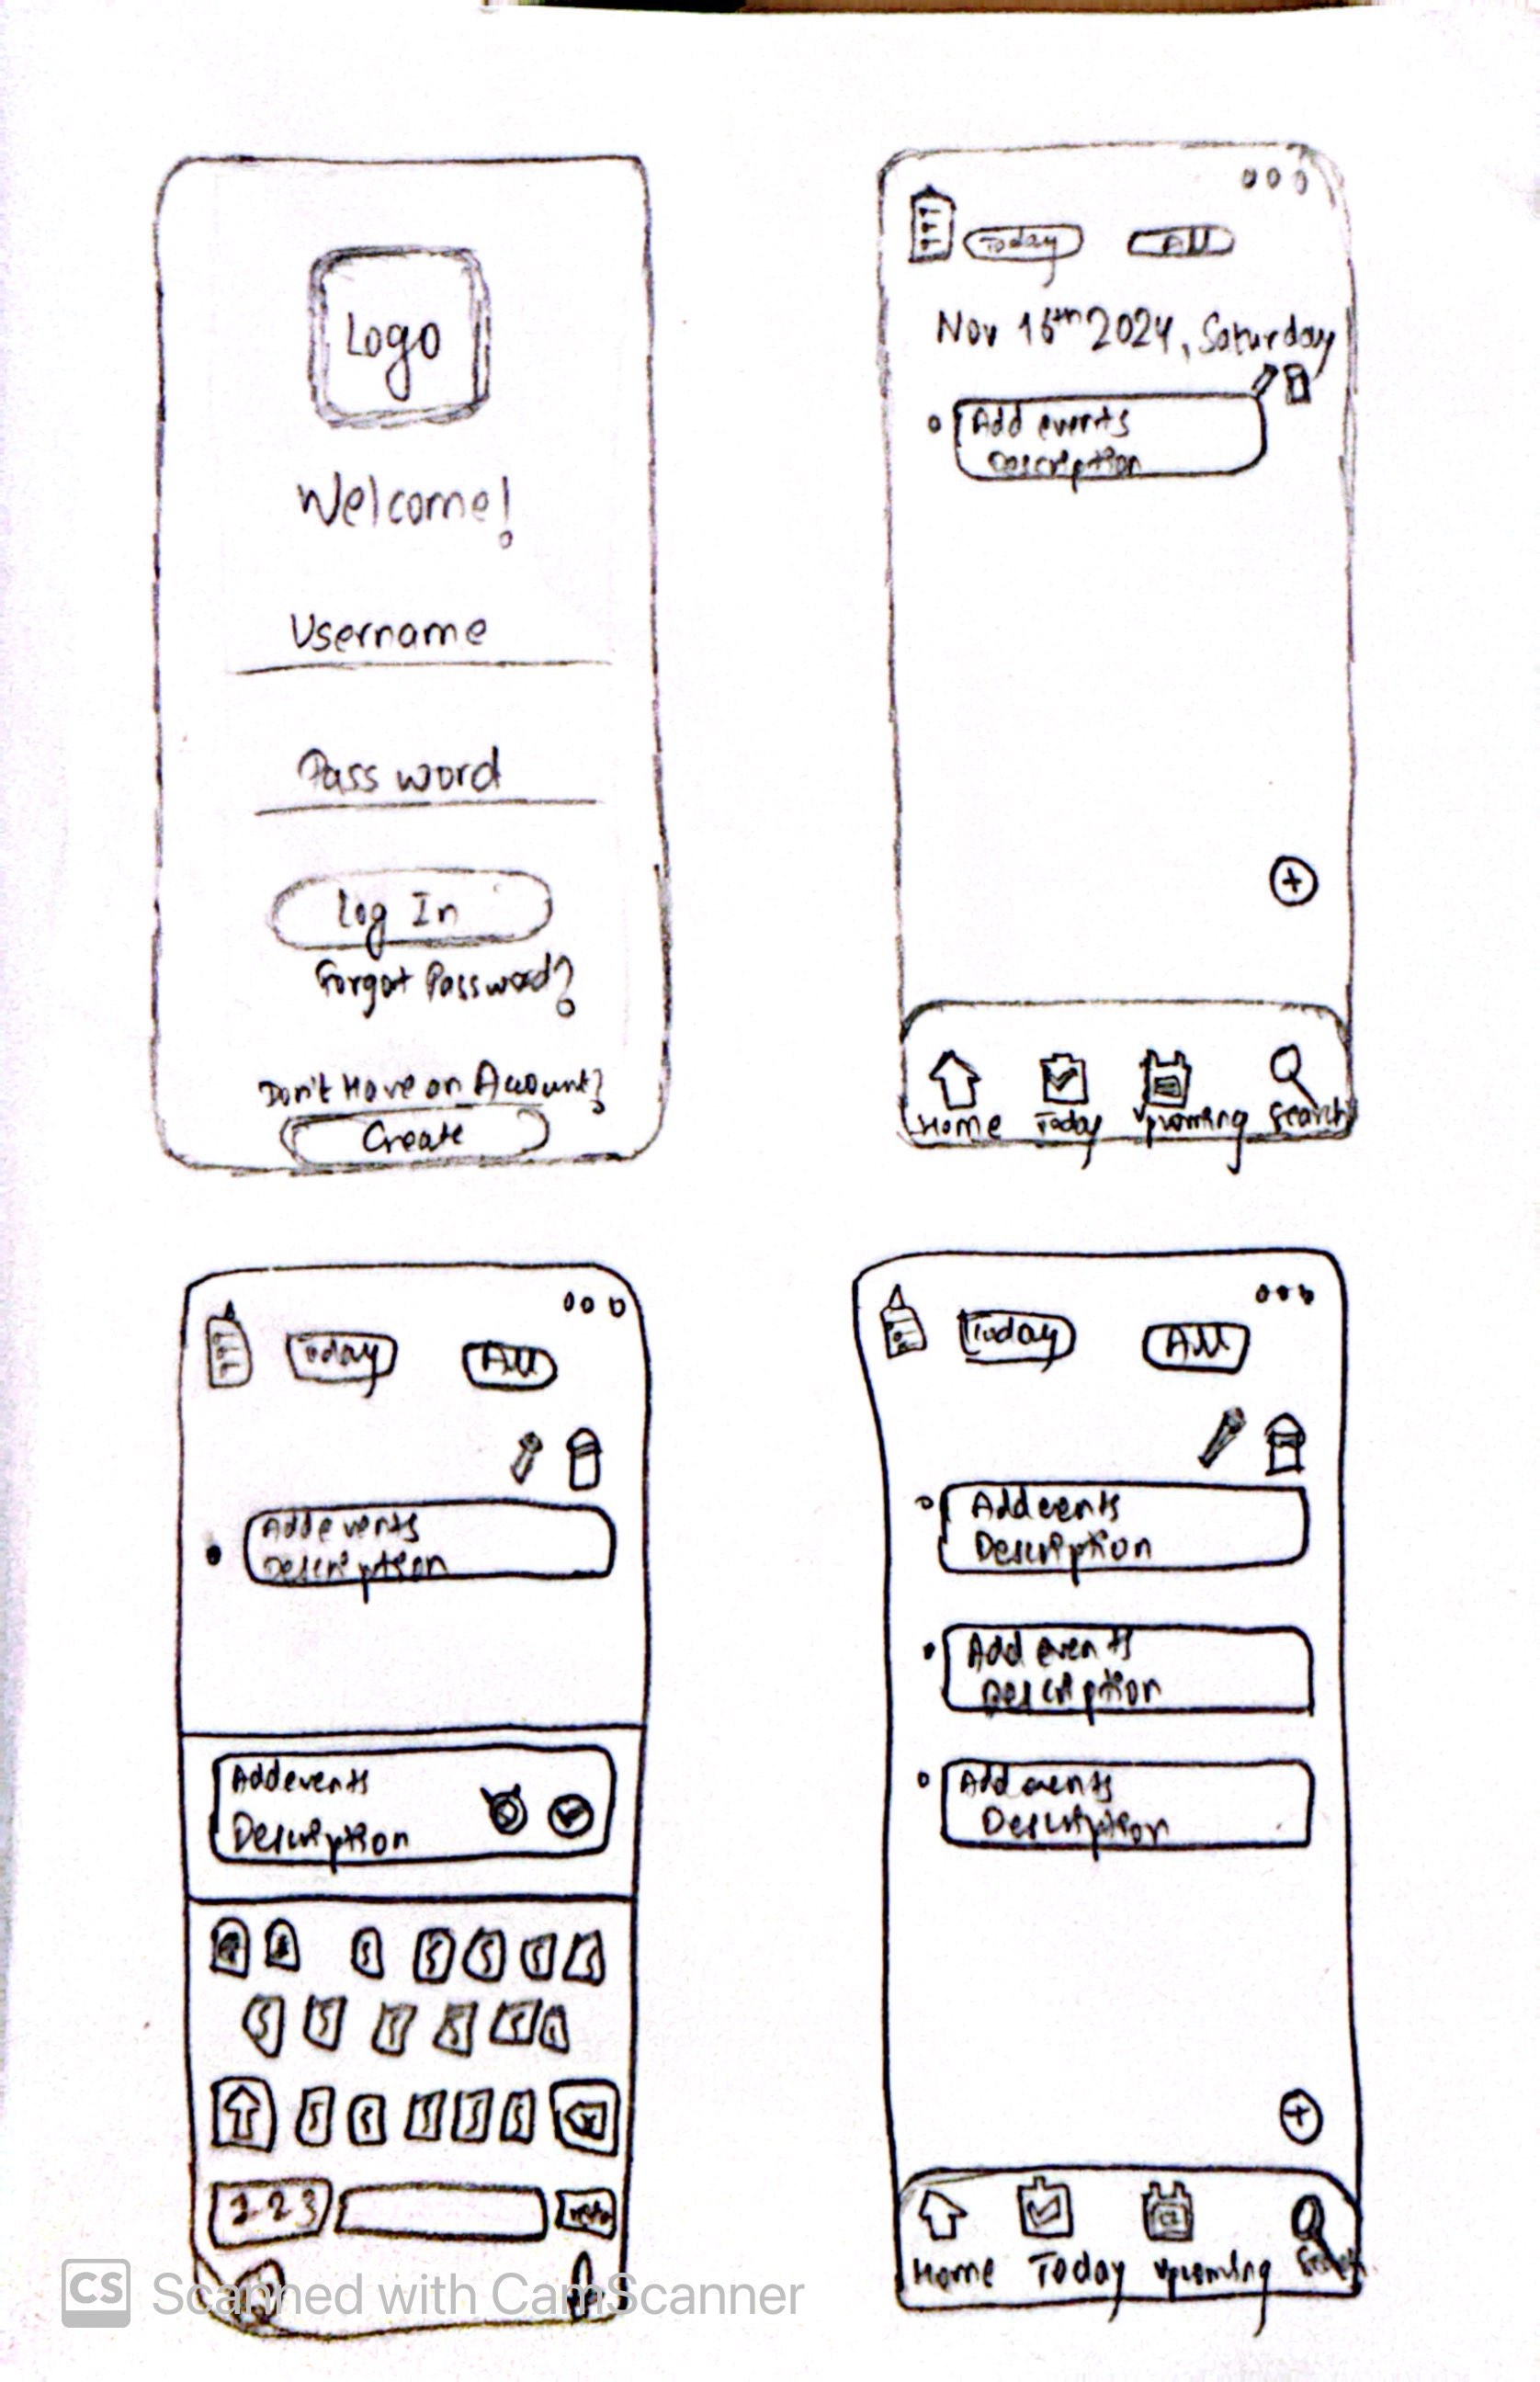 Logo
Welcome!
Username
Pass word
Log In
Forgot Password?
Don't Have an Account?
Create
Today
All
Nov 16th 2024, Saturday
Add events
Description
Home
Today
Upcoming
Search
Today
All
Add events
Description
Add events
Description
123
Today
All
Add events
Description
Add events
Description
Add events
Description
Home
Today
Upcoming
Search
CS
Scanned with CamScanner